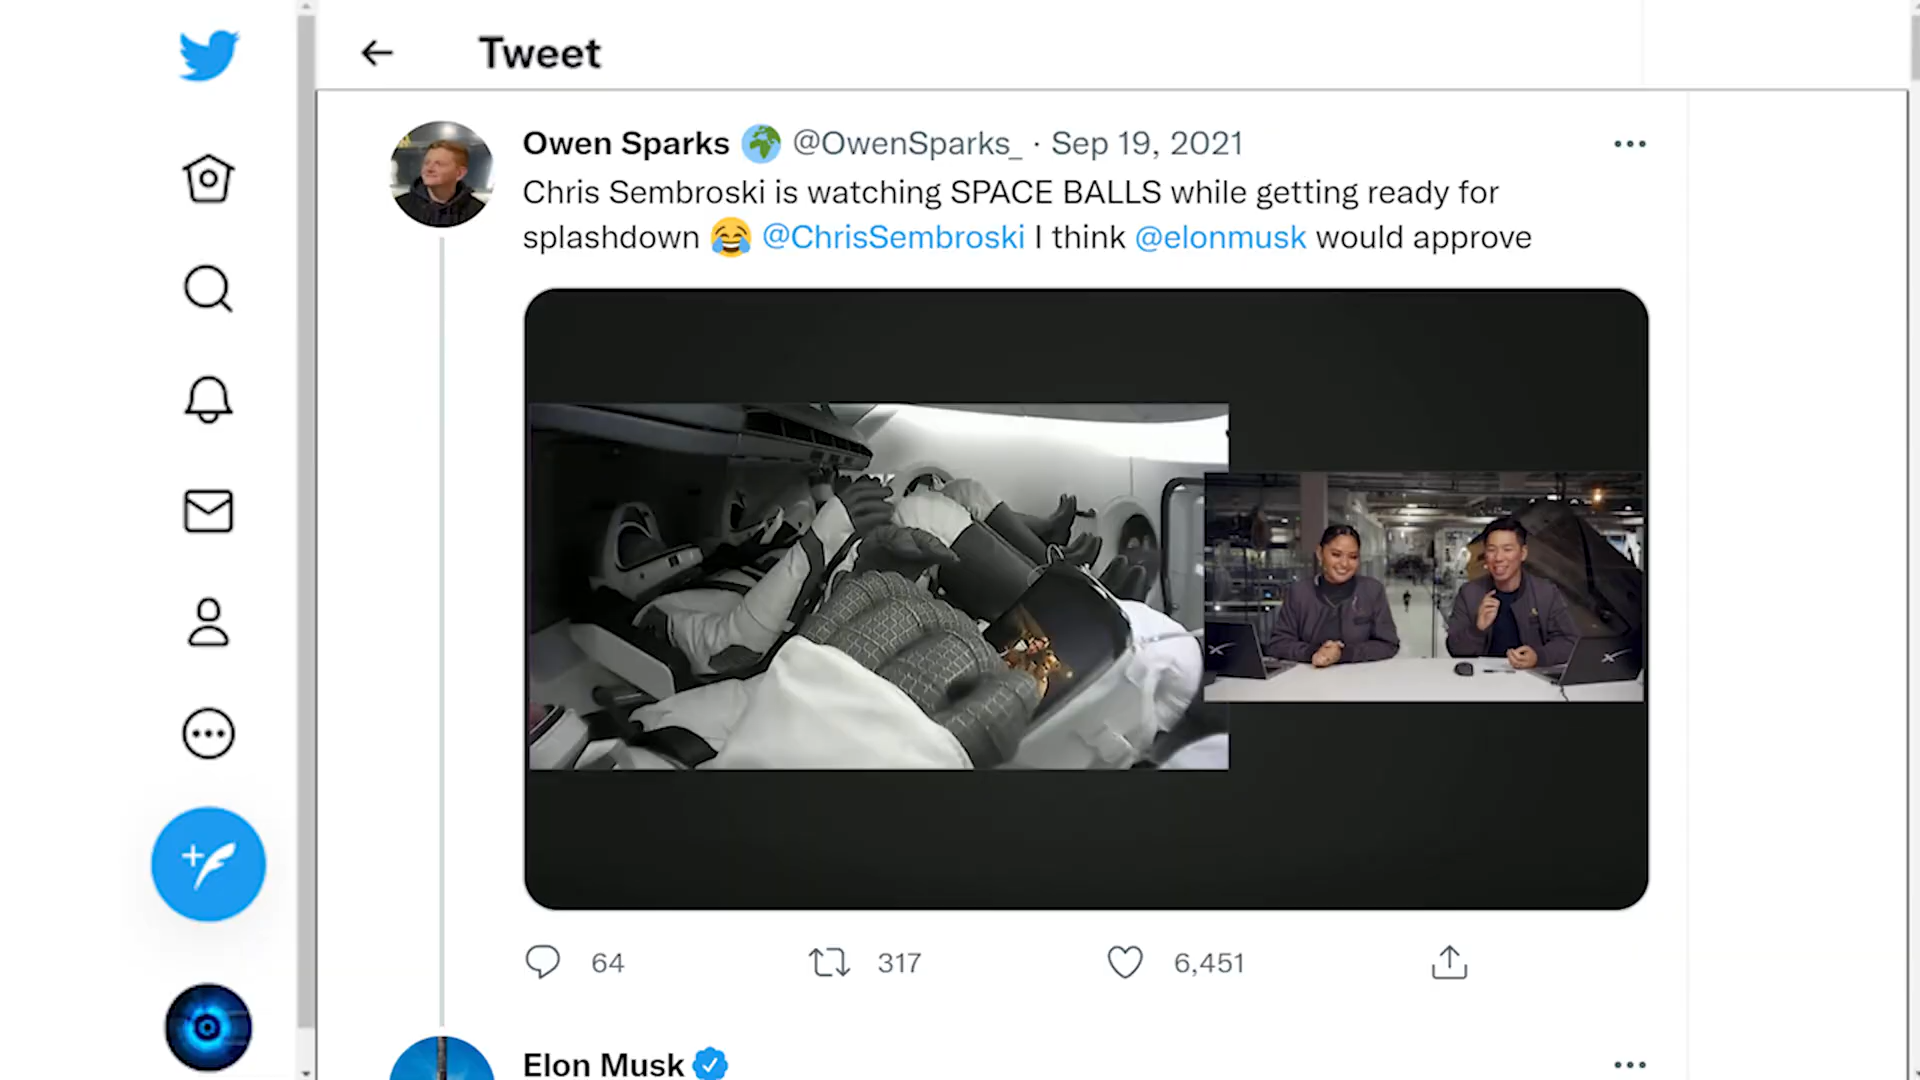 Tweet
Owen Sparks 🌍 @OwenSparks_ · Sep 19, 2021
Chris Sembroski is watching SPACE BALLS while getting ready for
splashdown 😂 @ChrisSembroski I think @elonmusk would approve
64 317 6,451
Elon Musk